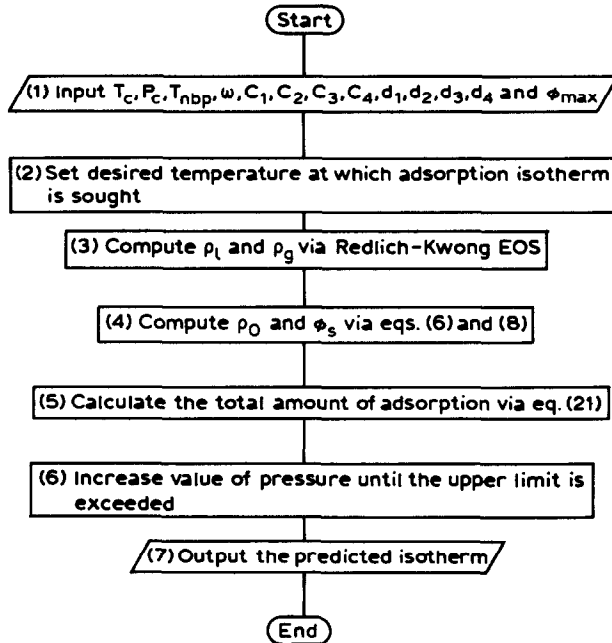 Start
(1) Input T_c, P_c, T_nbp, ω, C_1, C_2, C_3, C_4, d_1, d_2, d_3, d_4 and ϕ_max
(2) Set desired temperature at which adsorption isotherm
is sought
(3) Compute ρ_l and ρ_g via Redlich-Kwong EOS
(4) Compute ρ_0 and ϕ_s via eqs. (6) and (8)
(5) Calculate the total amount of adsorption via eq. (21)
(6) Increase value of pressure until the upper limit is
exceeded
(7) Output the predicted isotherm
End